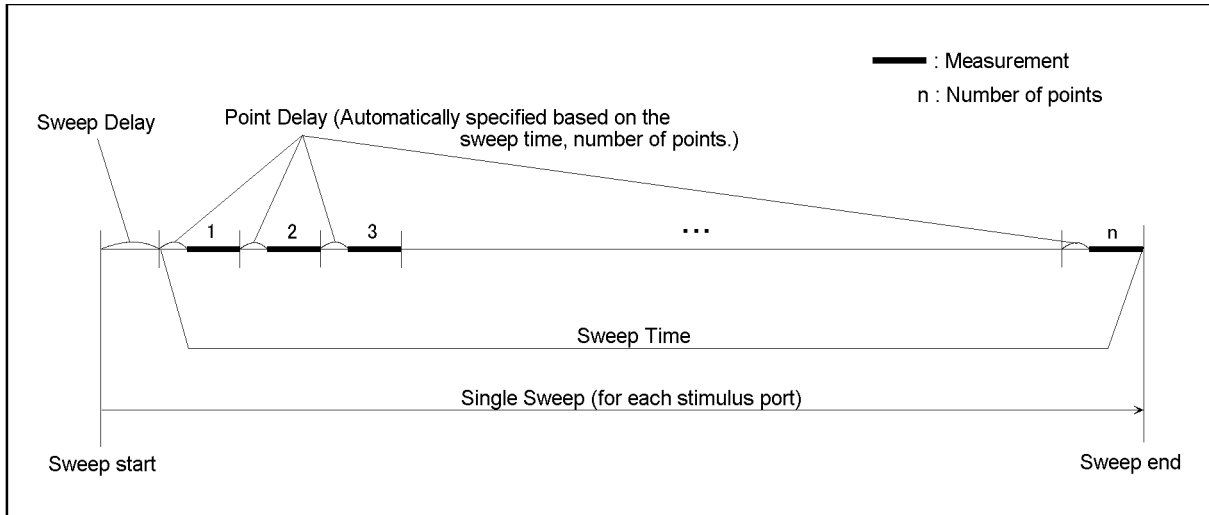 : Measurement
n : Number of points
Sweep Delay
Point Delay (Automatically specified based on the
sweep time, number of points.)
1 2 3 ... n
Sweep Time
Single Sweep (for each stimulus port)
Sweep start
Sweep end